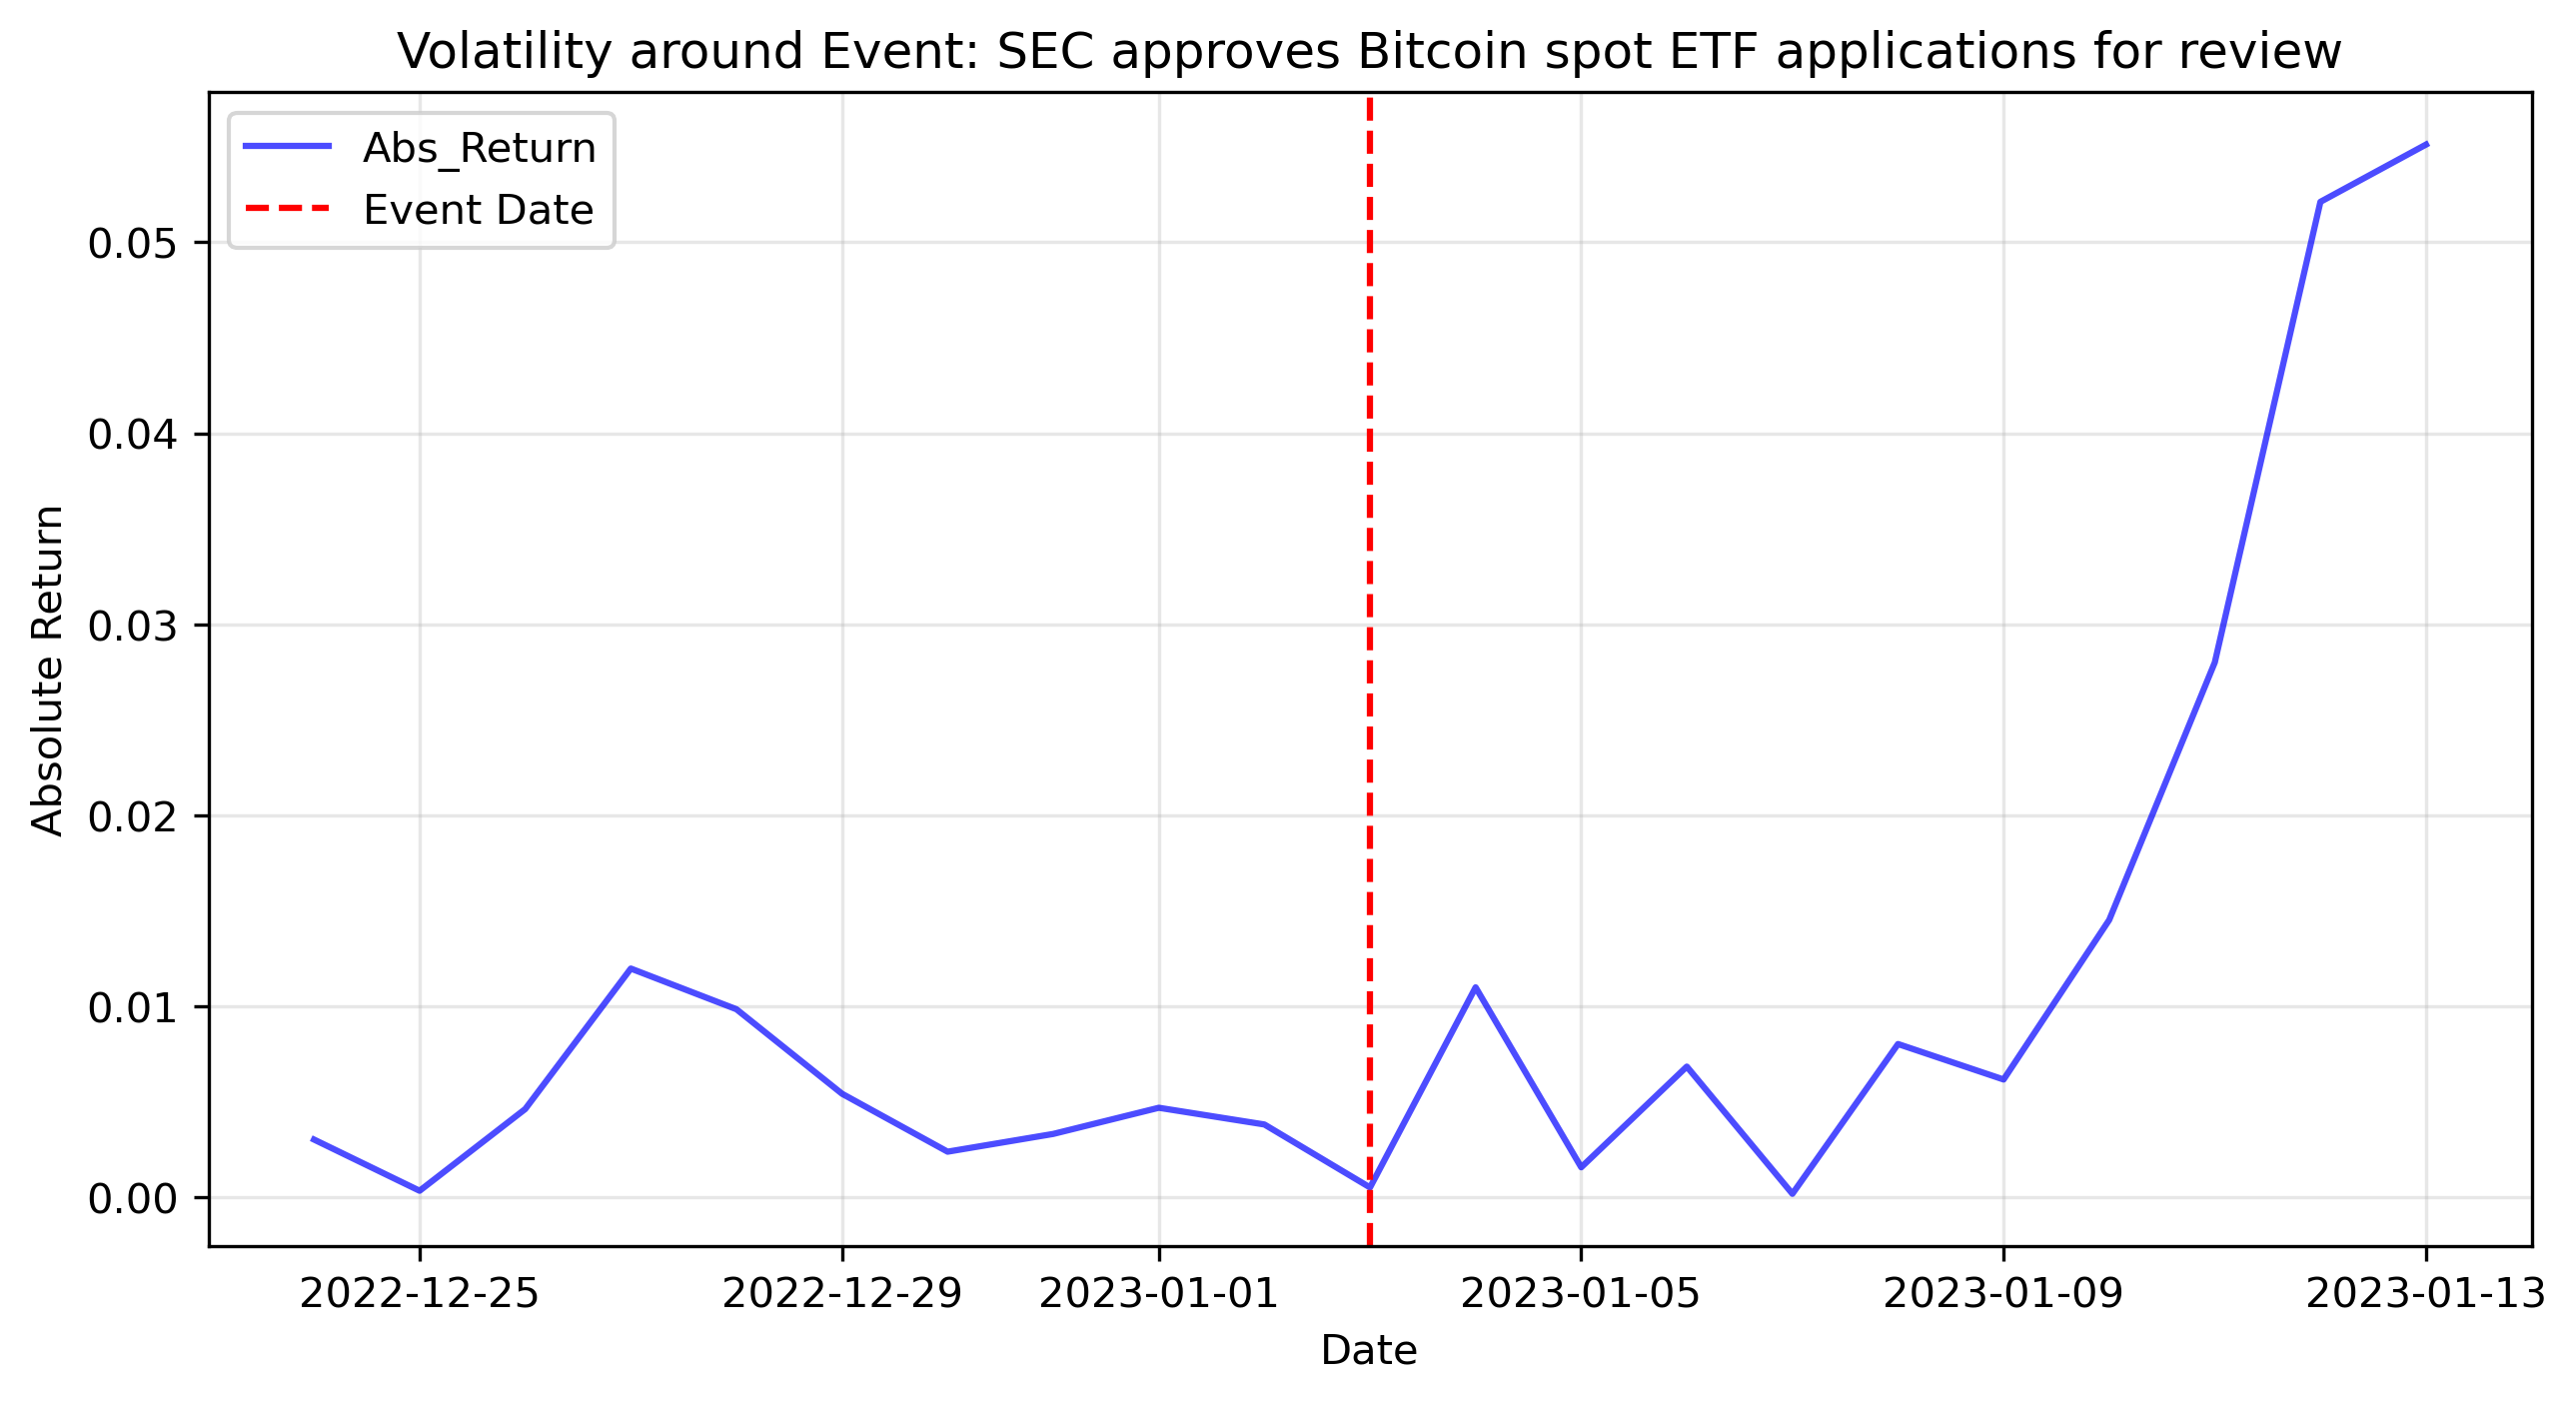 Volatility around Event: SEC approves Bitcoin spot ETF applications for review
Abs_Return
Event Date
Absolute Return
0.05
0.04
0.03
0.02
0.01
0.00
2022-12-25 2022-12-29 2023-01-01 2023-01-05 2023-01-09 2023-01-13
Date